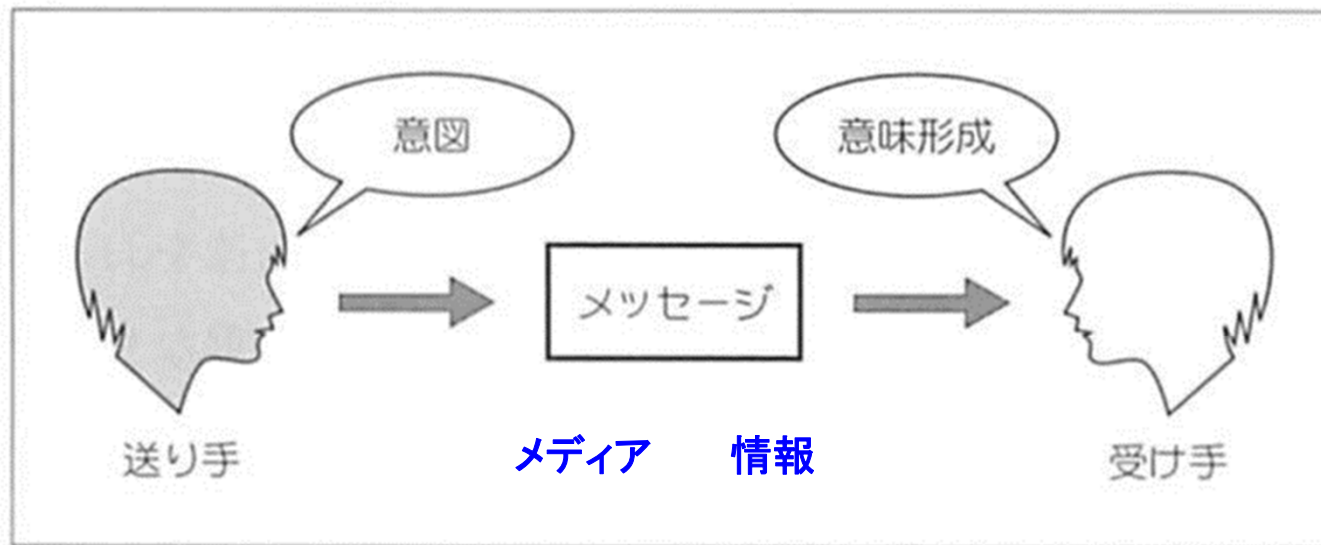 意図
意味形成
メッセージ
送り手
メディア 情報
受け手